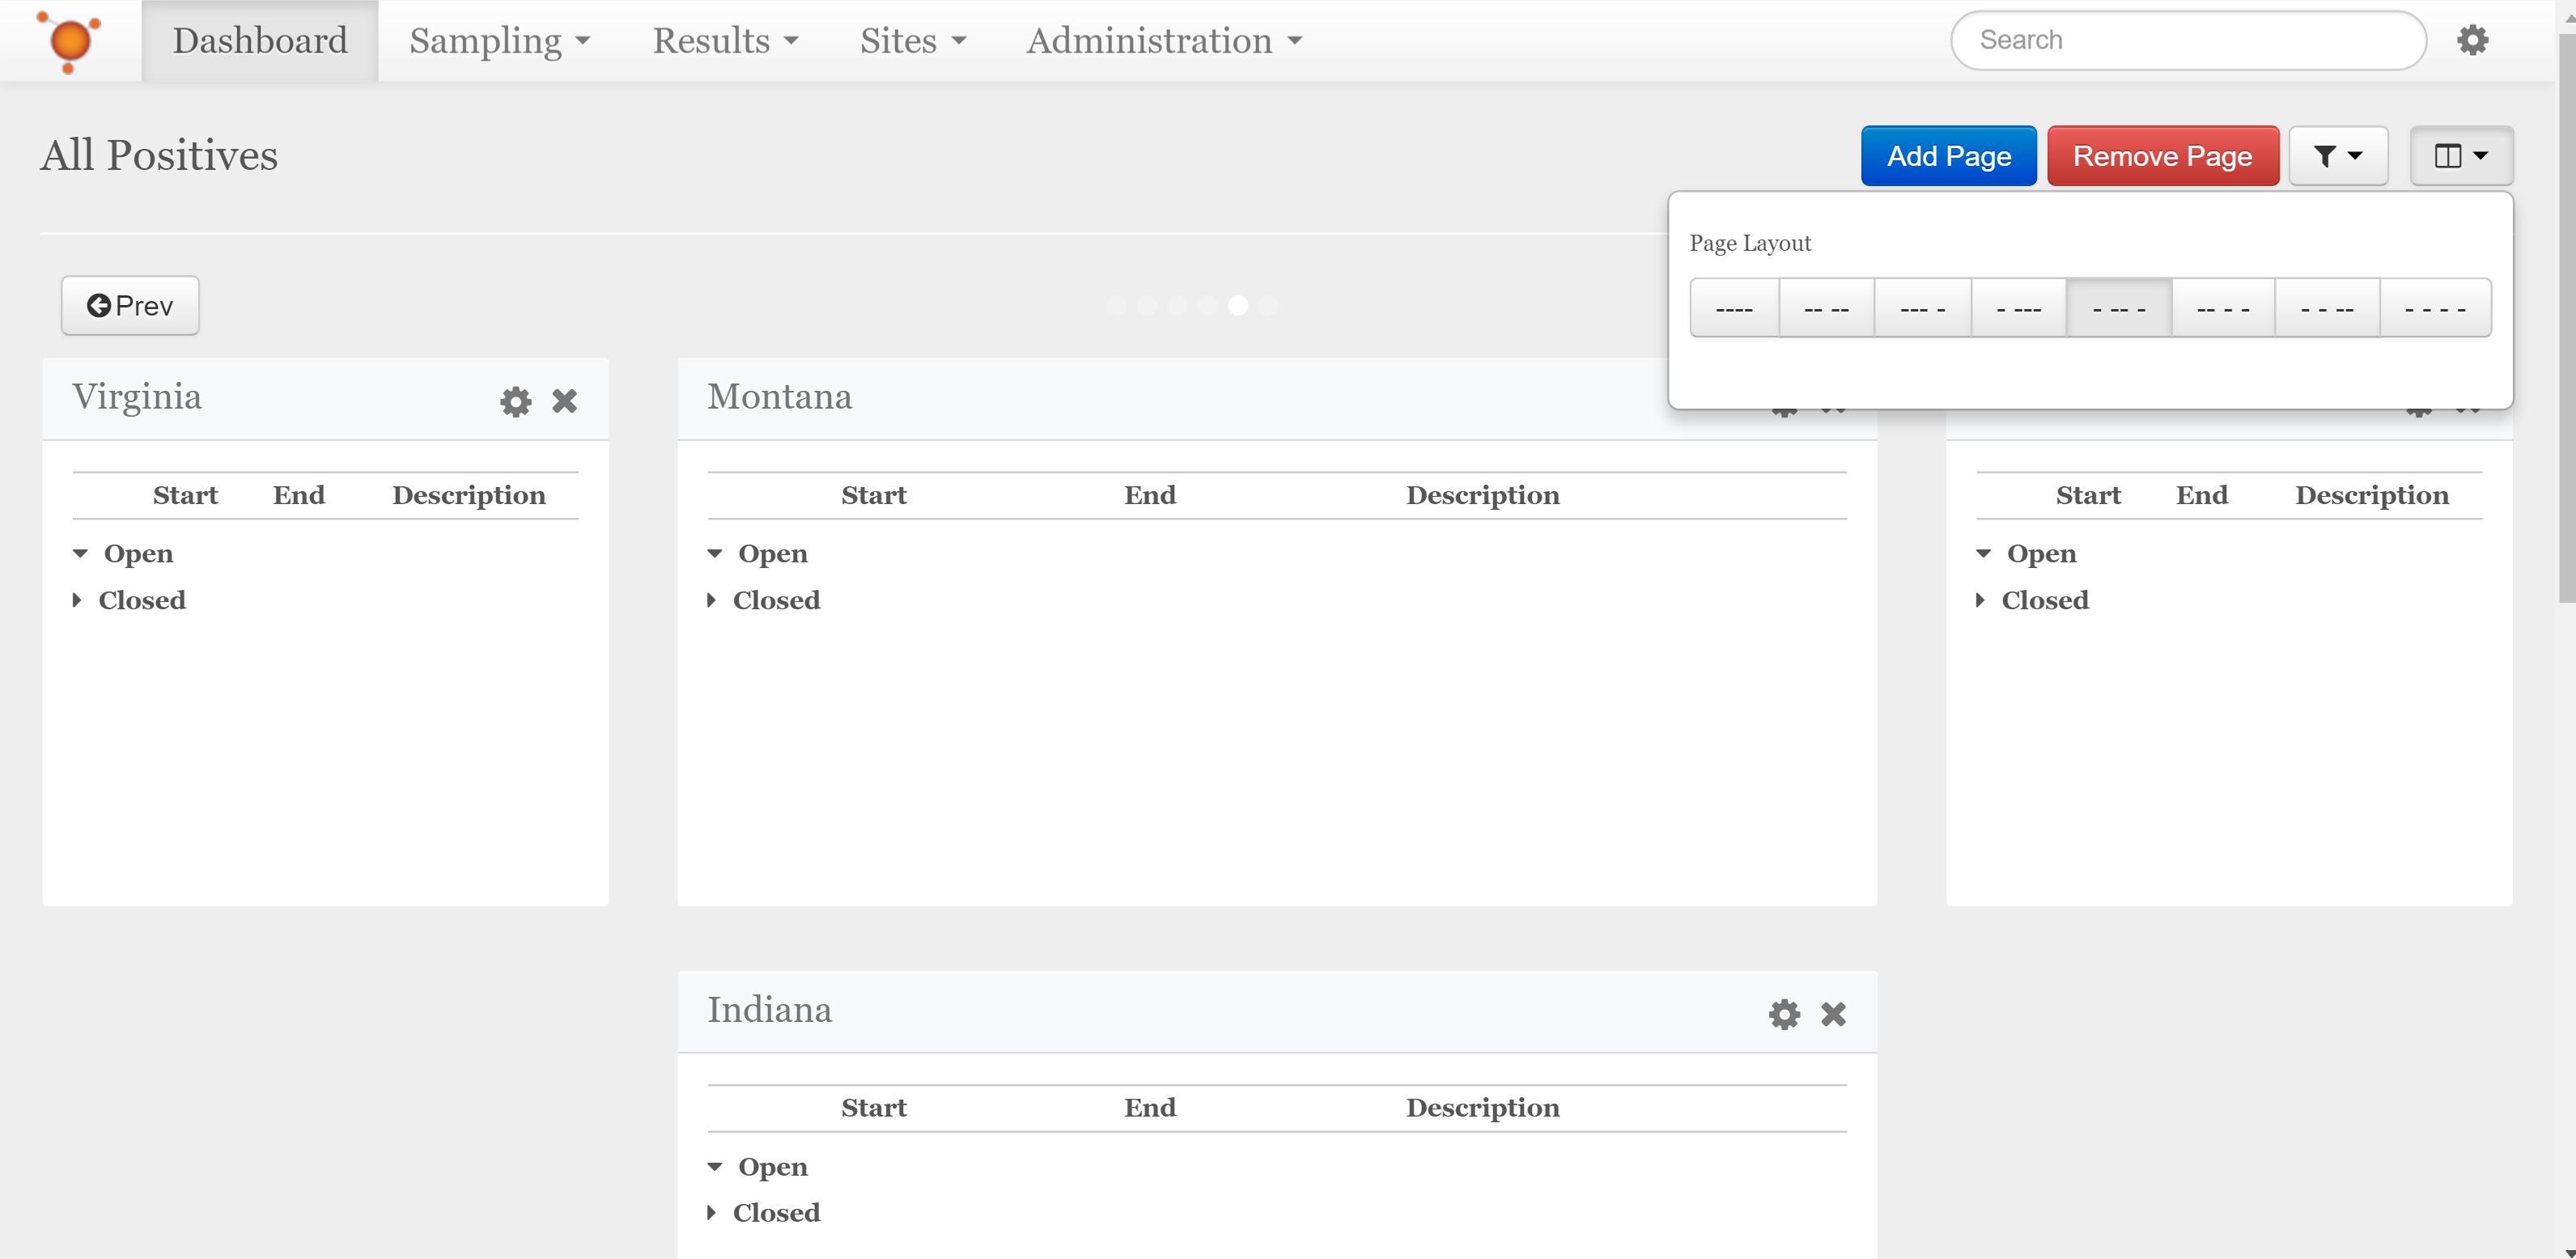 Dashboard Sampling Results Sites Administration Search
All Positives Add Page Remove Page
Page Layout
---- -- -- --- - - --- - -- - -- - - - - -- - - - -
Prev
Virginia Montana
Start End Description Start End Description Start End Description
Open Open Open
Closed Closed Closed
Indiana
Start End Description
Open
Closed